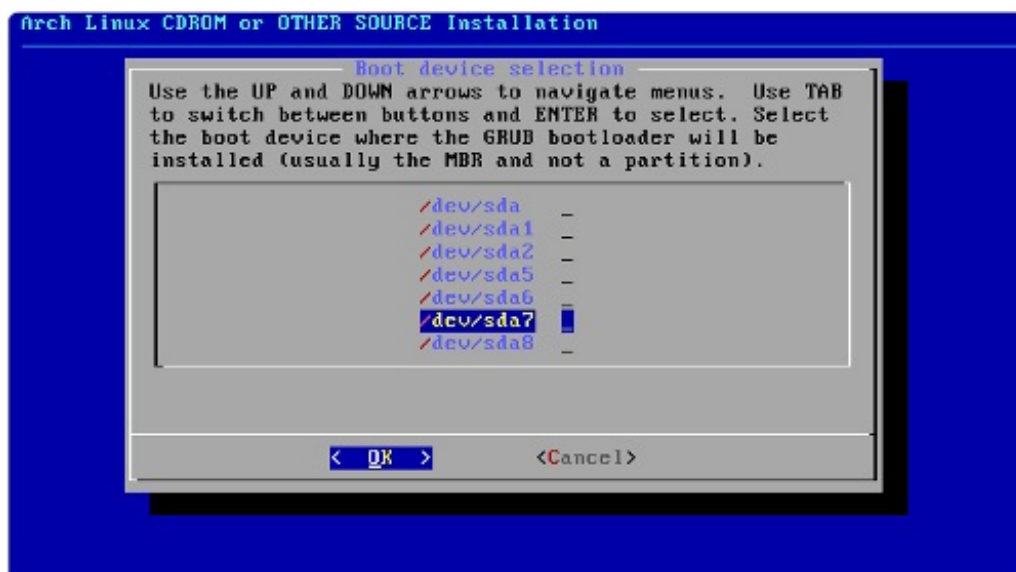 Arch Linux CDROM or OTHER SOURCE Installation
Boot device selection
Use the UP and DOWN arrows to navigate menus.  Use TAB
to switch between buttons and ENTER to select. Select
the boot device where the GRUB bootloader will be
installed (usually the MBR and not a partition).
/dev/sda _
/dev/sda1 _
/dev/sda2 _
/dev/sda5 _
/dev/sda6 _
/dev/sda7 _
/dev/sda8 _
< OK > <Cancel>